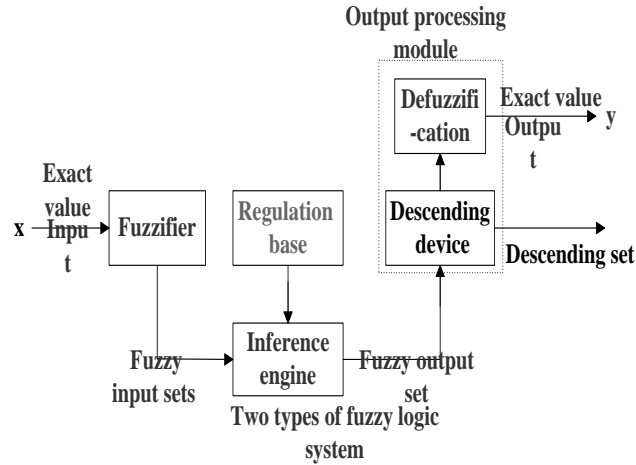 Output processing
module
Defuzzifi
-cation
Exact value
Outpu
t
y
Exact
value
Inpu
t
x
Fuzzifier
Regulation
base
Descending
device
Descending set
Fuzzy
input sets
Inference
engine
Fuzzy output
set
Two types of fuzzy logic
system